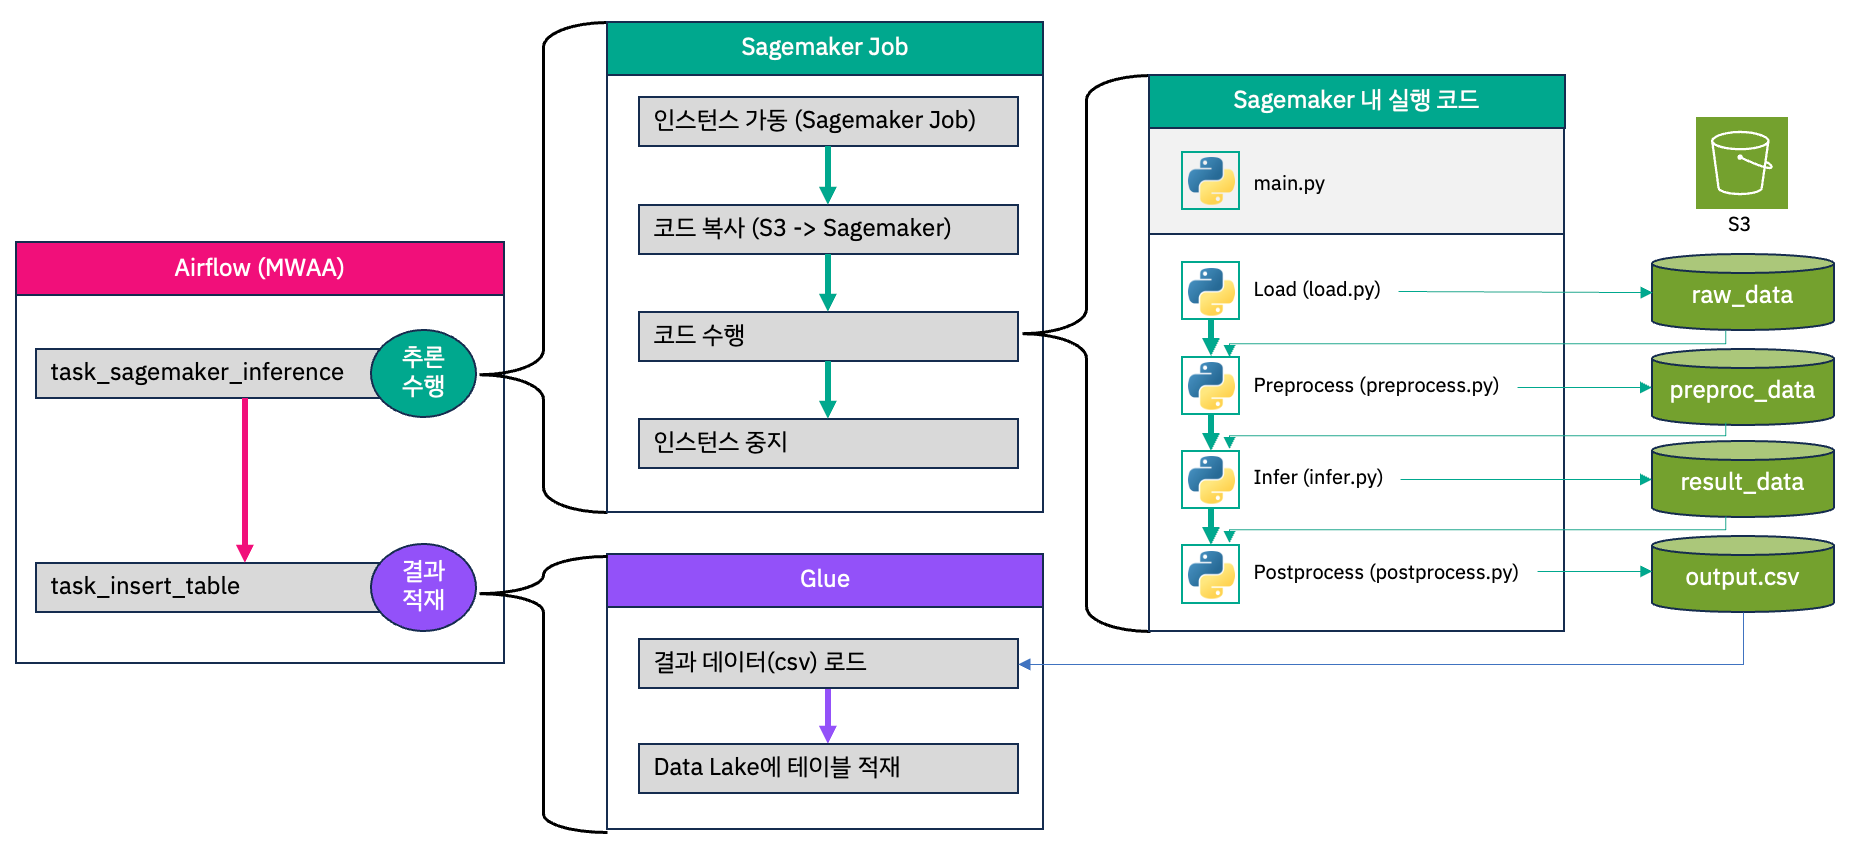 Airflow (MWAA)
task_sagemaker_inference
추론
수행
task_insert_table
결과
적재
Sagemaker Job
인스턴스 가동 (Sagemaker Job)
코드 복사 (S3 -> Sagemaker)
코드 수행
인스턴스 중지
Glue
결과 데이터(csv) 로드
Data Lake에 테이블 적재
Sagemaker 내 실행 코드
main.py
Load (load.py)
Preprocess (preprocess.py)
Infer (infer.py)
Postprocess (postprocess.py)
S3
raw_data
preproc_data
result_data
output.csv